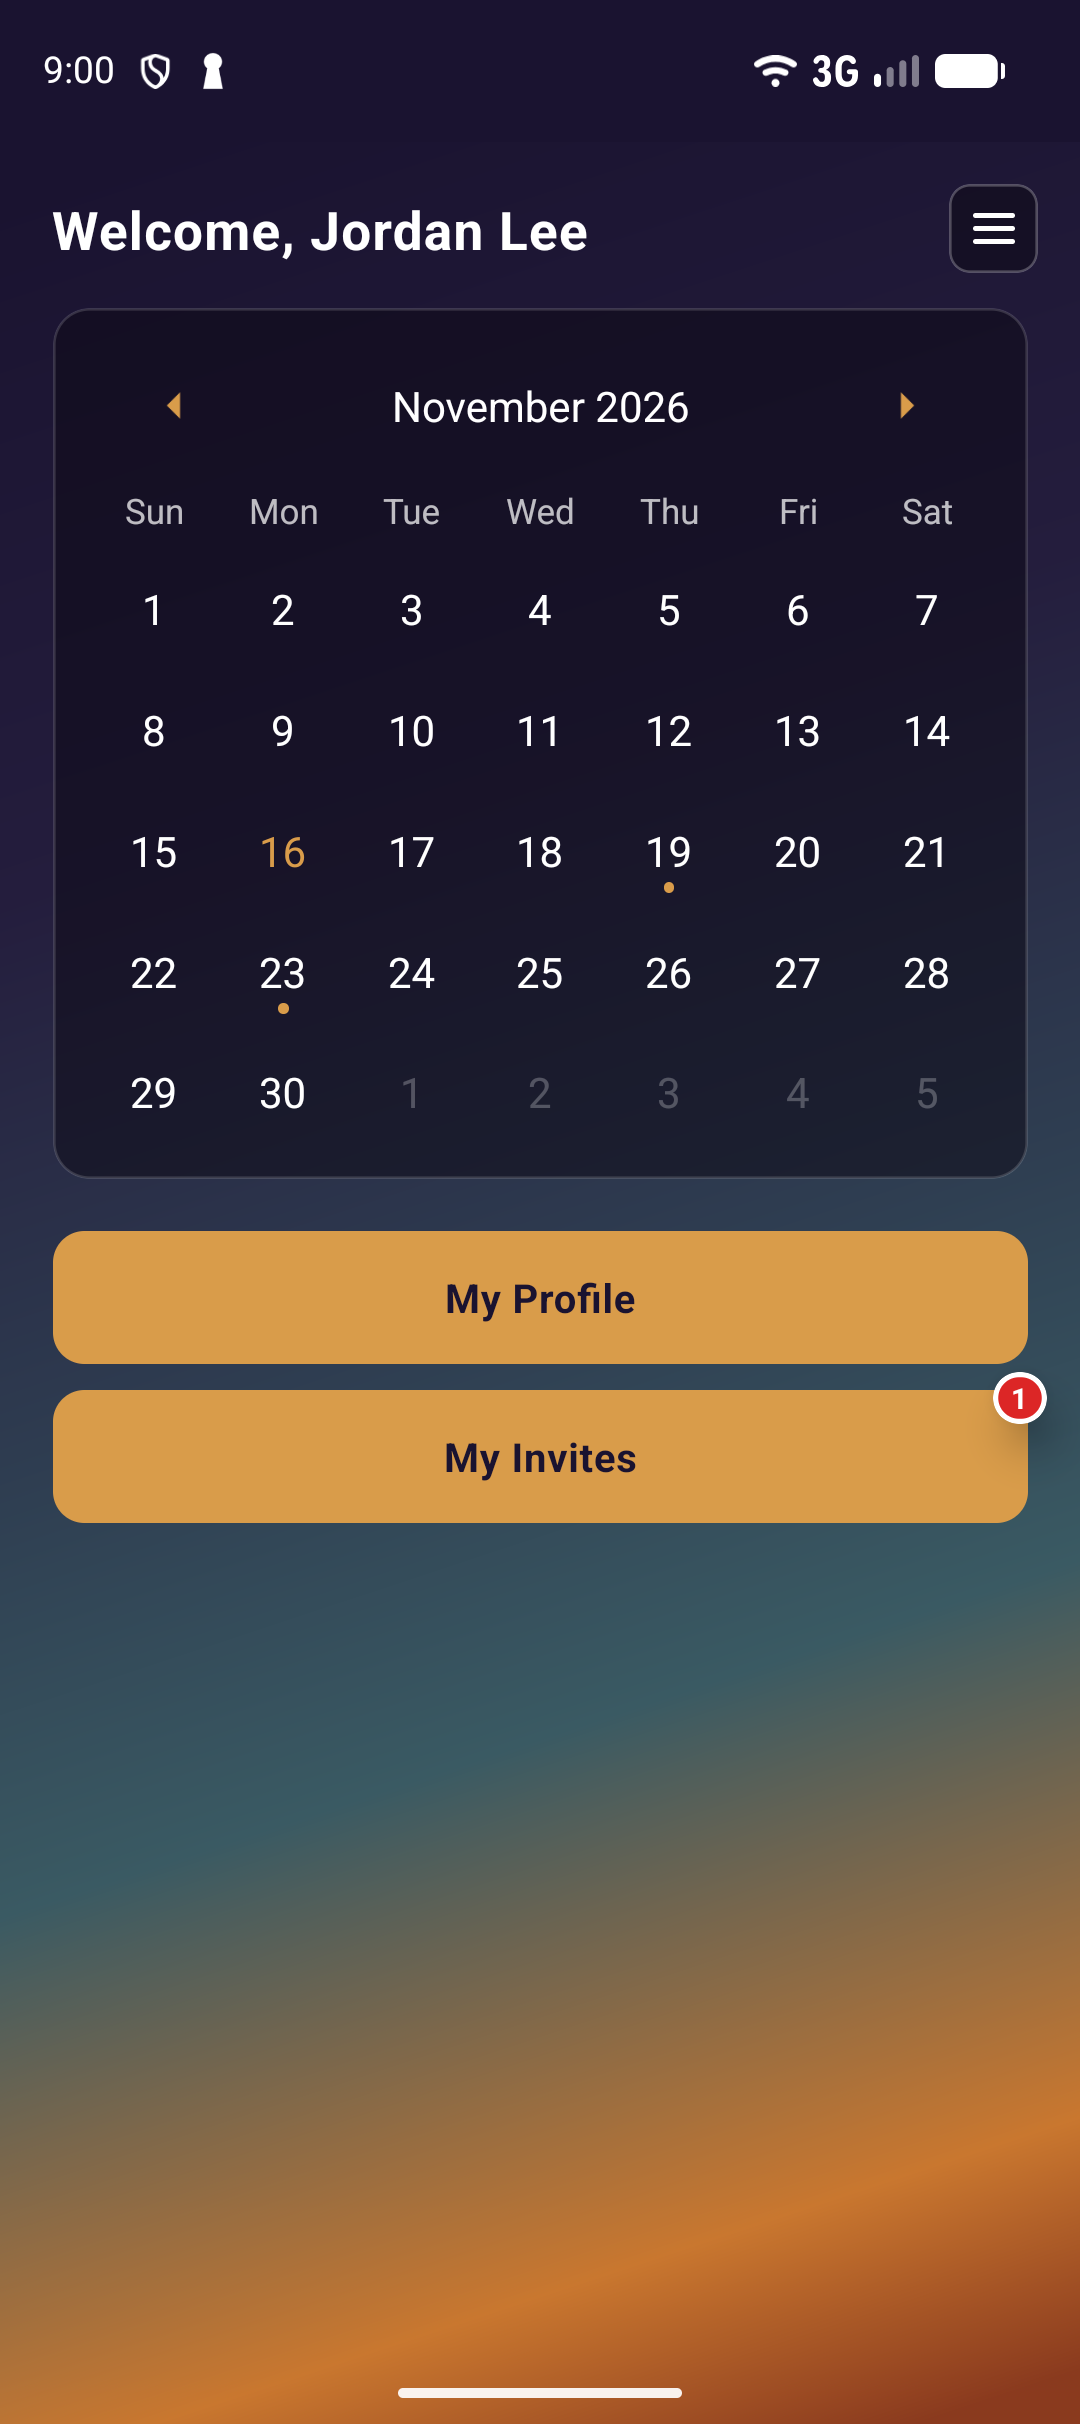 9:00 3G
Welcome, Jordan Lee
November 2026
Sun Mon Tue Wed Thu Fri Sat
1 2 3 4 5 6 7
8 9 10 11 12 13 14
15 16 17 18 19 20 21
22 23 24 25 26 27 28
29 30 1 2 3 4 5
My Profile
1
My Invites